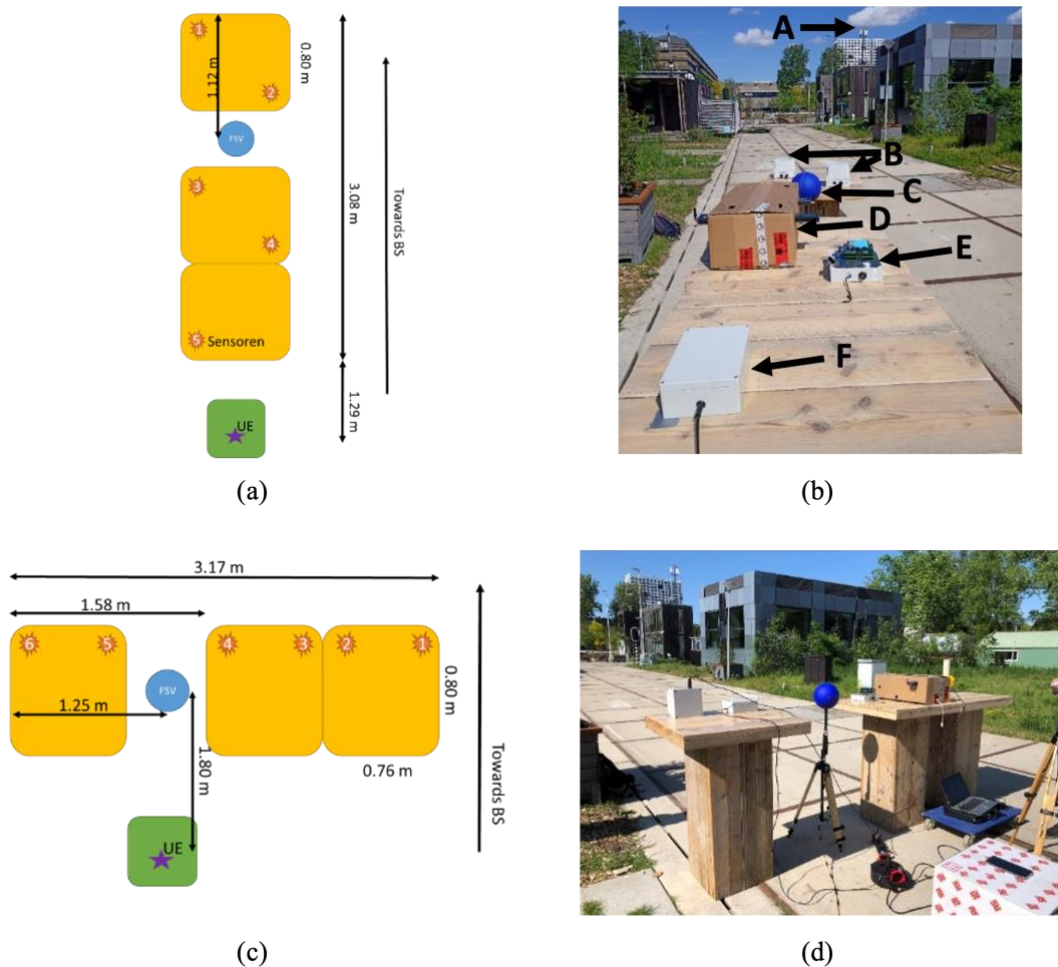 1
2
1.12 m
0.80 m
FSV
3
4
5 Sensoren
3.08 m
Towards BS
1.29 m
UE
A
B
C
D
E
F
(a)
(b)
3.17 m
1.58 m
6
5
4
3
2
1
FSV
1.25 m
1.80 m
0.80 m
0.76 m
Towards BS
UE
(c)
(d)